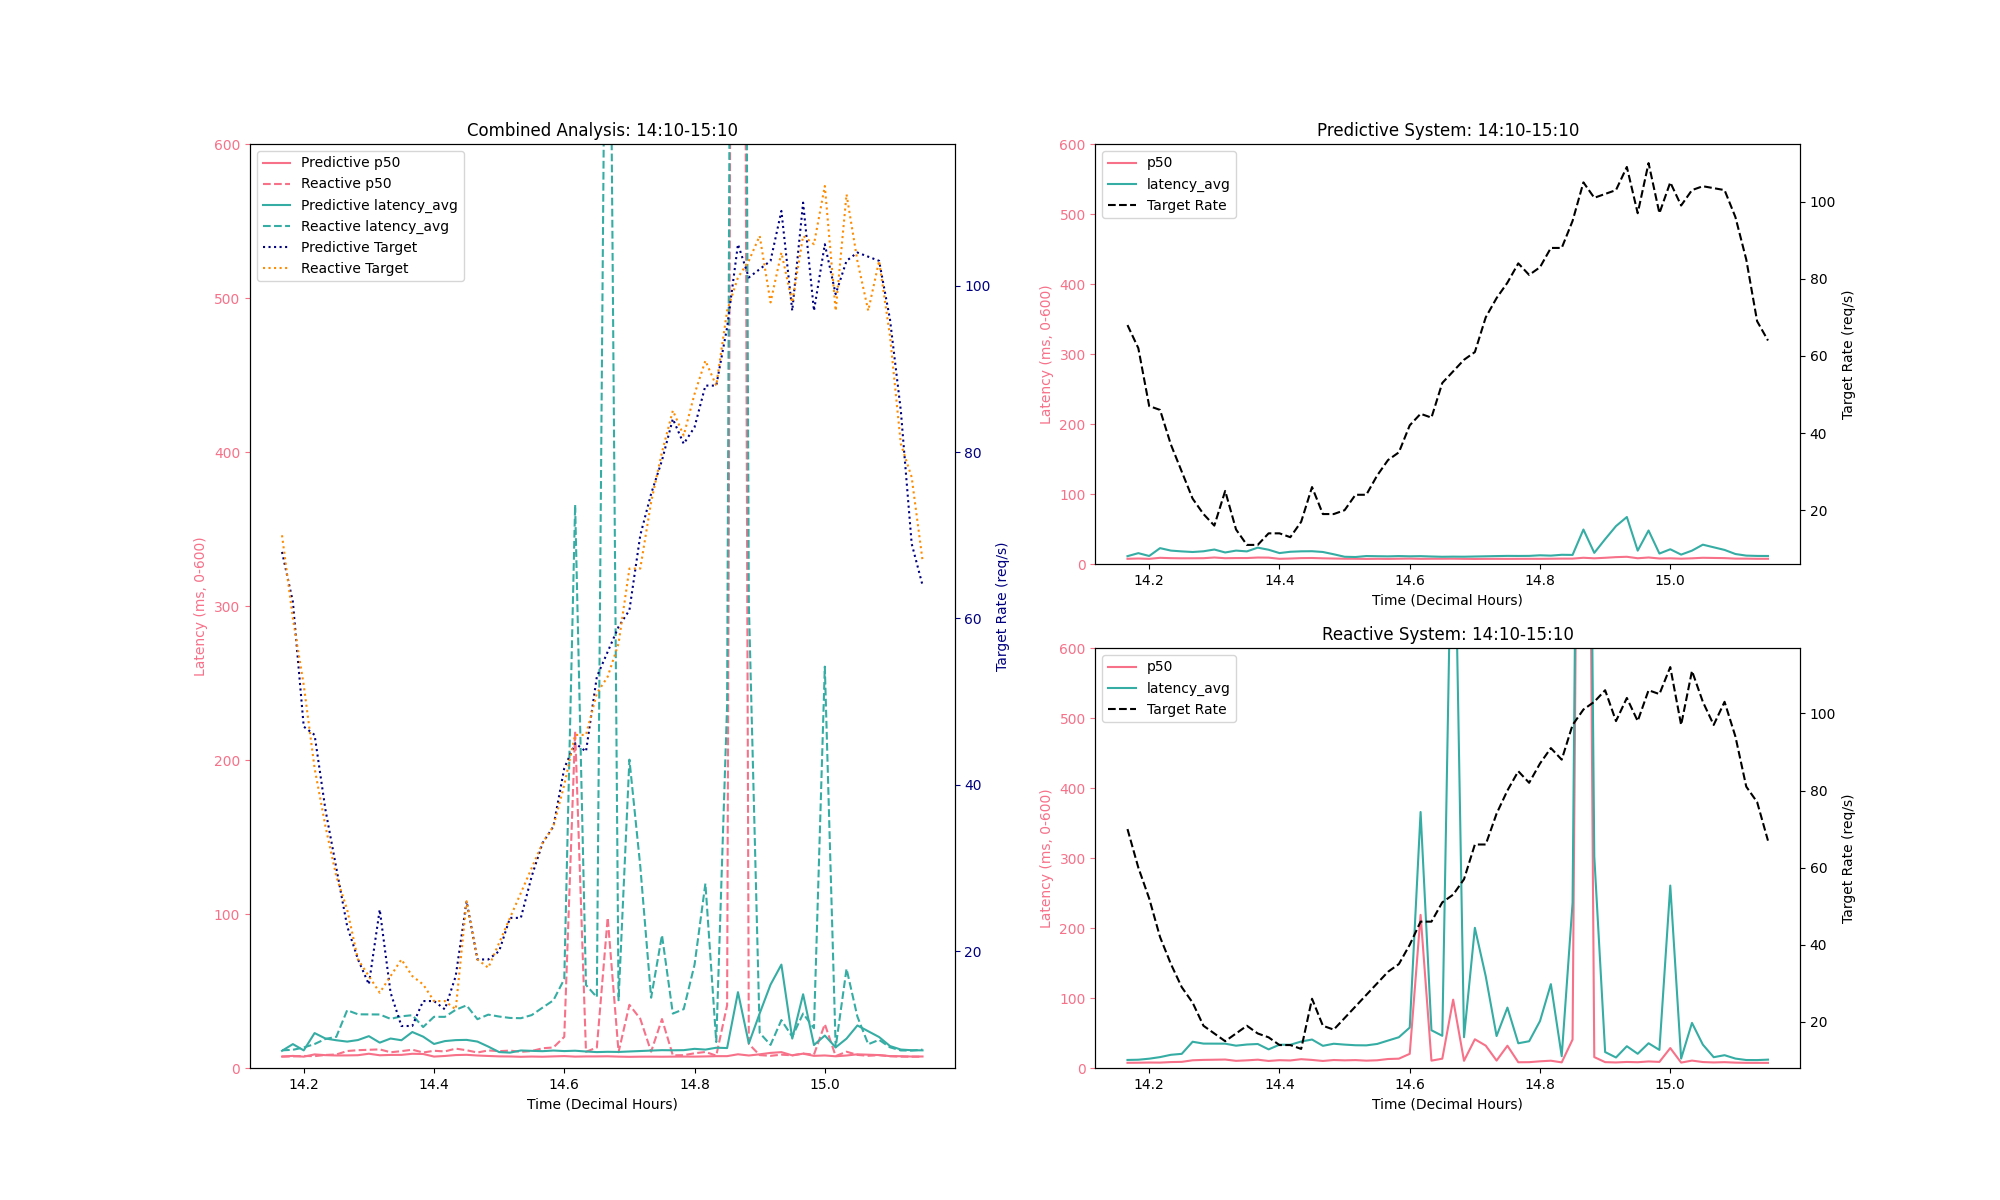 Combined Analysis: 14:10-15:10
Predictive p50
Reactive p50
Predictive latency_avg
Reactive latency_avg
Predictive Target
Reactive Target
600
500
400
300
200
100
0
Latency (ms, 0-600)
100
80
60
40
20
Target Rate (req/s)
14.2 14.4 14.6 14.8 15.0
Time (Decimal Hours)
Predictive System: 14:10-15:10
p50
latency_avg
Target Rate
600
500
400
300
200
100
0
Latency (ms, 0-600)
100
80
60
40
20
Target Rate (req/s)
14.2 14.4 14.6 14.8 15.0
Time (Decimal Hours)
Reactive System: 14:10-15:10
p50
latency_avg
Target Rate
600
500
400
300
200
100
0
Latency (ms, 0-600)
100
80
60
40
20
Target Rate (req/s)
14.2 14.4 14.6 14.8 15.0
Time (Decimal Hours)